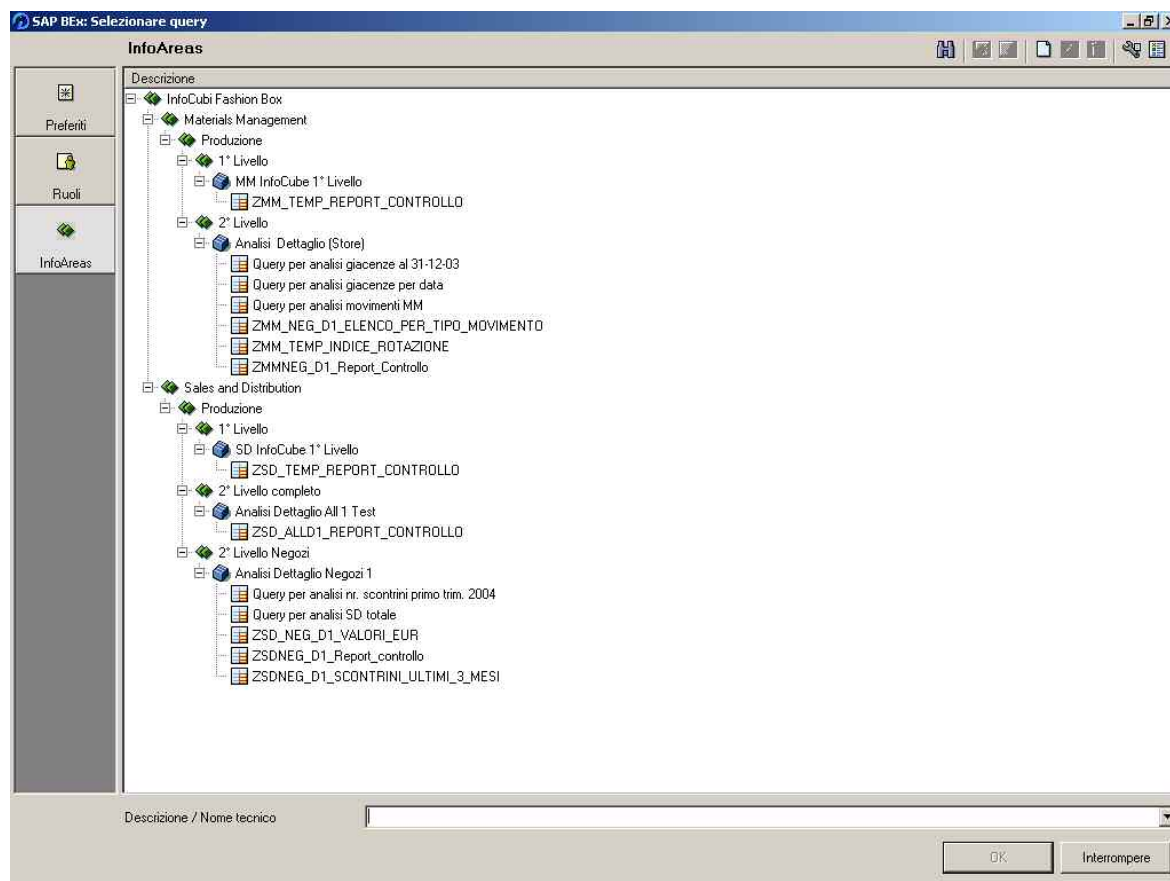 SAP BEx: Selezionare query
InfoAreas
Descrizione
Preferiti
Ruoli
InfoAreas
InfoCubi Fashion Box
Materials Management
Produzione
1° Livello
MM InfoCube 1° Livello
ZMM_TEMP_REPORT_CONTROLLO
2° Livello
Analisi Dettaglio (Store)
Query per analisi giacenze al 31-12-03
Query per analisi giacenze per data
Query per analisi movimenti MM
ZMM_NEG_D1_ELENCO_PER_TIPO_MOVIMENTO
ZMM_TEMP_INDICE_ROTAZIONE
ZMMNEG_D1_Report_Controllo
Sales and Distribution
Produzione
1° Livello
SD InfoCube 1° Livello
ZSD_TEMP_REPORT_CONTROLLO
2° Livello completo
Analisi Dettaglio All 1 Test
ZSD_ALLD1_REPORT_CONTROLLO
2° Livello Negozi
Analisi Dettaglio Negozi 1
Query per analisi nr. scontrini primo trim. 2004
Query per analisi SD totale
ZSD_NEG_D1_VALORI_EUR
ZSDNEG_D1_Report_controllo
ZSDNEG_D1_SCONTRINI_ULTIMI_3_MESI
Descrizione / Nome tecnico
OK
Interrompere